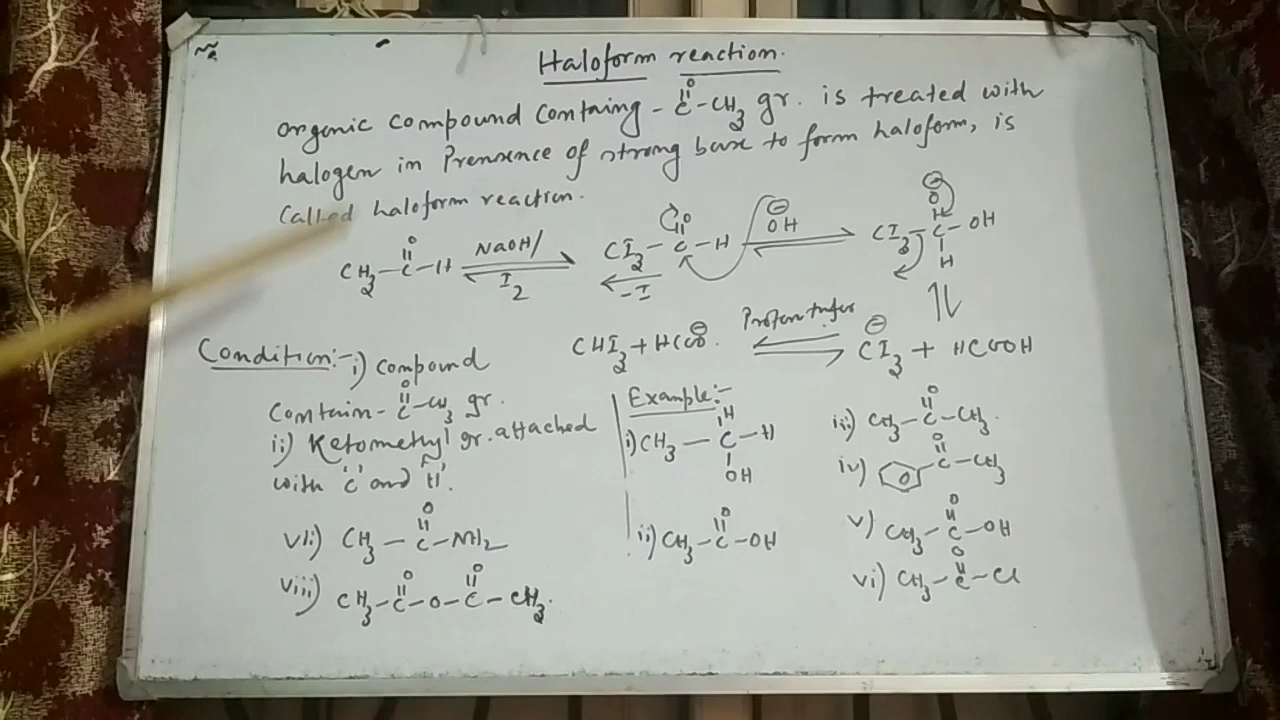 Haloform reaction.
Organic compound containg - C(=O) - CH3 gr. is treated with
halogen in Prensence of strong base to form haloform, is
Called haloform reaction.
CH3 - C(=O) - H ⇌ NaOH/I2 CI3 - C(=O) - H ⇌ ⊖OH CI3 - C(O⊖)(H) - OH
-I
CHI3 + HCOO⊖. ⇌ Proton transfer ⊖CI3 + HCOOH
Condition:- i) Compound
Contain - C(=O) - CH3 gr.
ii) Ketomethyl gr. attached
with 'C' and 'H'.
Example:-
i) CH3 - C(H)(OH) - H
ii) CH3 - C(=O) - OH
iii) CH3 - C(=O) - CH3.
iv) C(=O) - CH3
v) CH3 - C(=O) - OH
vi) CH3 - C(=O) - Cl
vii) CH3 - C(=O) - NH2
viii) CH3 - C(=O) - O - C(=O) - CH3.